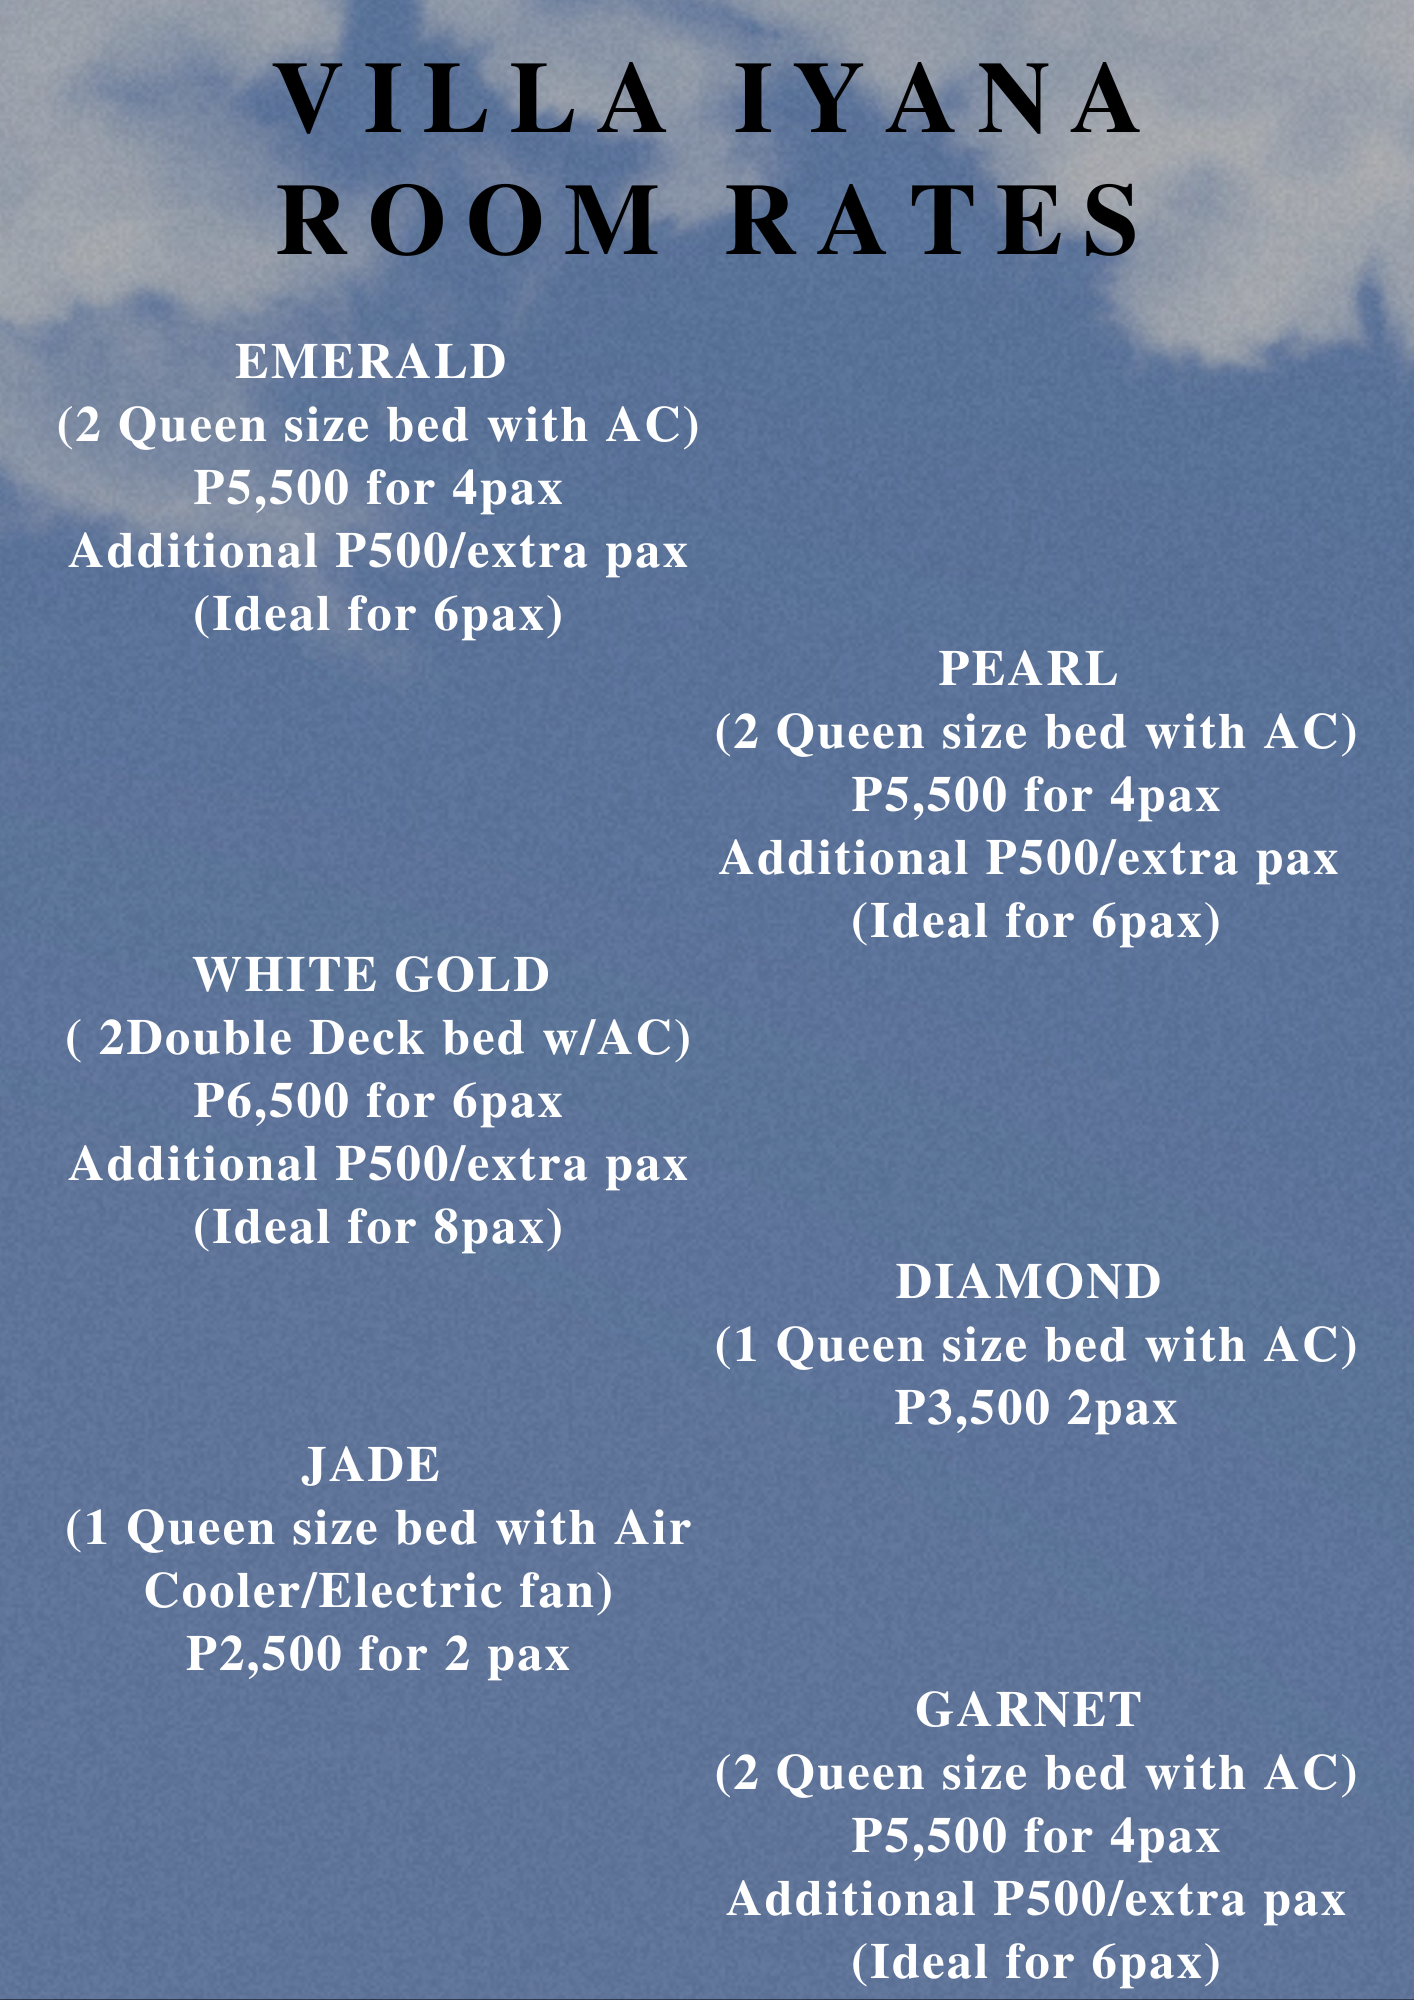 VILLA IYANA
ROOM RATES
EMERALD
(2 Queen size bed with AC)
P5,500 for 4pax
Additional P500/extra pax
(Ideal for 6pax)
PEARL
(2 Queen size bed with AC)
P5,500 for 4pax
Additional P500/extra pax
(Ideal for 6pax)
WHITE GOLD
( 2Double Deck bed w/AC)
P6,500 for 6pax
Additional P500/extra pax
(Ideal for 8pax)
DIAMOND
(1 Queen size bed with AC)
P3,500 2pax
JADE
(1 Queen size bed with Air
Cooler/Electric fan)
P2,500 for 2 pax
GARNET
(2 Queen size bed with AC)
P5,500 for 4pax
Additional P500/extra pax
(Ideal for 6pax)